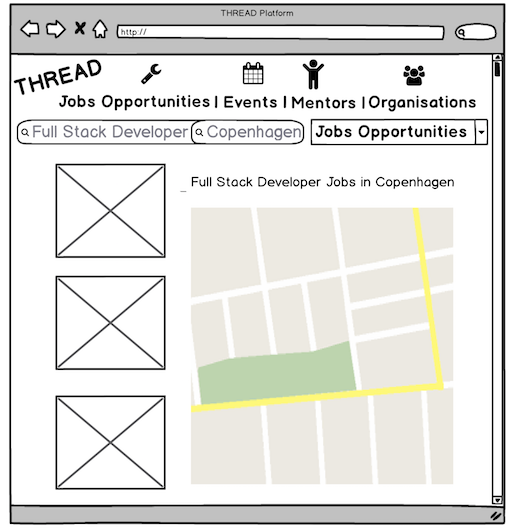 THREAD Platform
http://
THREAD
Jobs Opportunities | Events | Mentors | Organisations
Full Stack Developer Copenhagen Jobs Opportunities
_ Full Stack Developer Jobs in Copenhagen